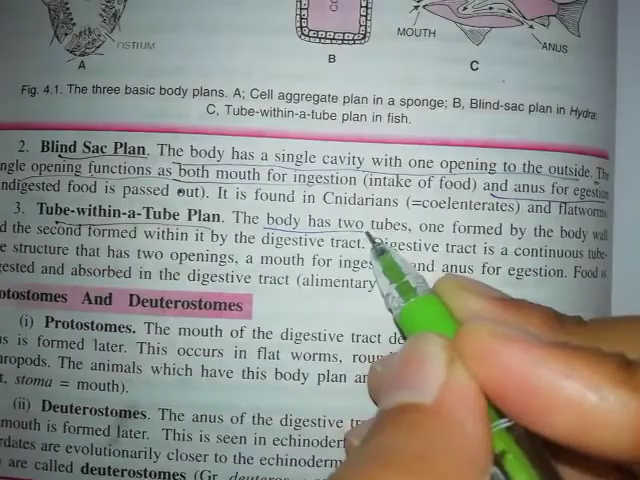 OSTIUM
A
B
MOUTH
ANUS
C
Fig. 4.1. The three basic body plans. A; Cell aggregate plan in a sponge; B, Blind-sac plan in Hydra;
C, Tube-within-a-tube plan in fish.
2. Blind Sac Plan. The body has a single cavity with one opening to the outside. The
ngle opening functions as both mouth for ingestion (intake of food) and anus for egestion
ndigested food is passed out). It is found in Cnidarians (=coelenterates) and flatworms.
3. Tube-within-a-Tube Plan. The body has two tubes, one formed by the body wall
d the second formed within it by the digestive tract. Digestive tract is a continuous tube-
e structure that has two openings, a mouth for inges and anus for egestion. Food is
gested and absorbed in the digestive tract (alimentary
otostomes And Deuterostomes
(i) Protostomes. The mouth of the digestive tract de
us is formed later. This occurs in flat worms, roun
hropods. The animals which have this body plan ar
t, stoma = mouth).
(ii) Deuterostomes. The anus of the digestive tr
mouth is formed later. This is seen in echinoder
rdates are evolutionarily closer to the echinoderm
are called deuterostomes (Gr. deuteros